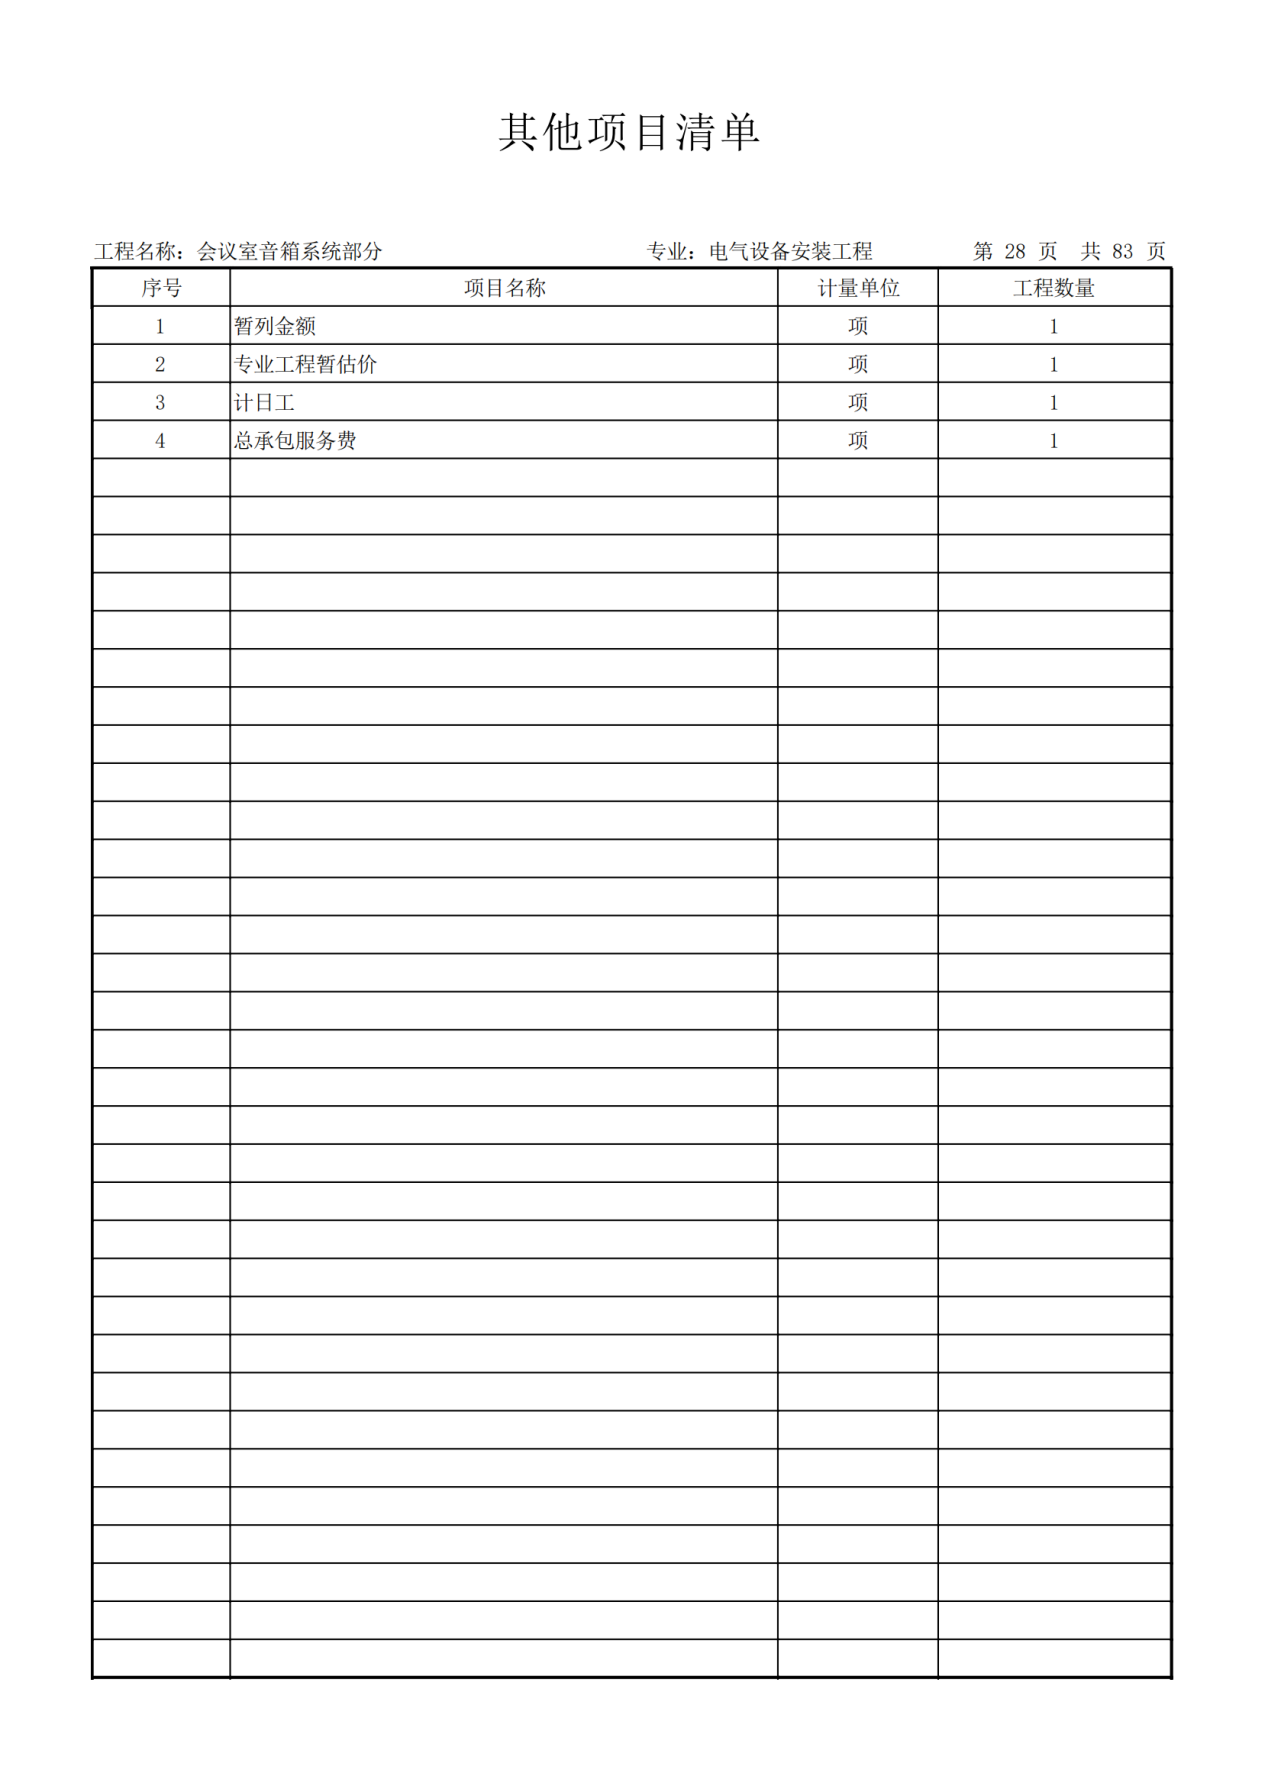 其他项目清单
工程名称：会议室音箱系统部分 专业：电气设备安装工程 第 28 页 共 83 页
序号 项目名称 计量单位 工程数量
1 暂列金额 项 1
2 专业工程暂估价 项 1
3 计日工 项 1
4 总承包服务费 项 1